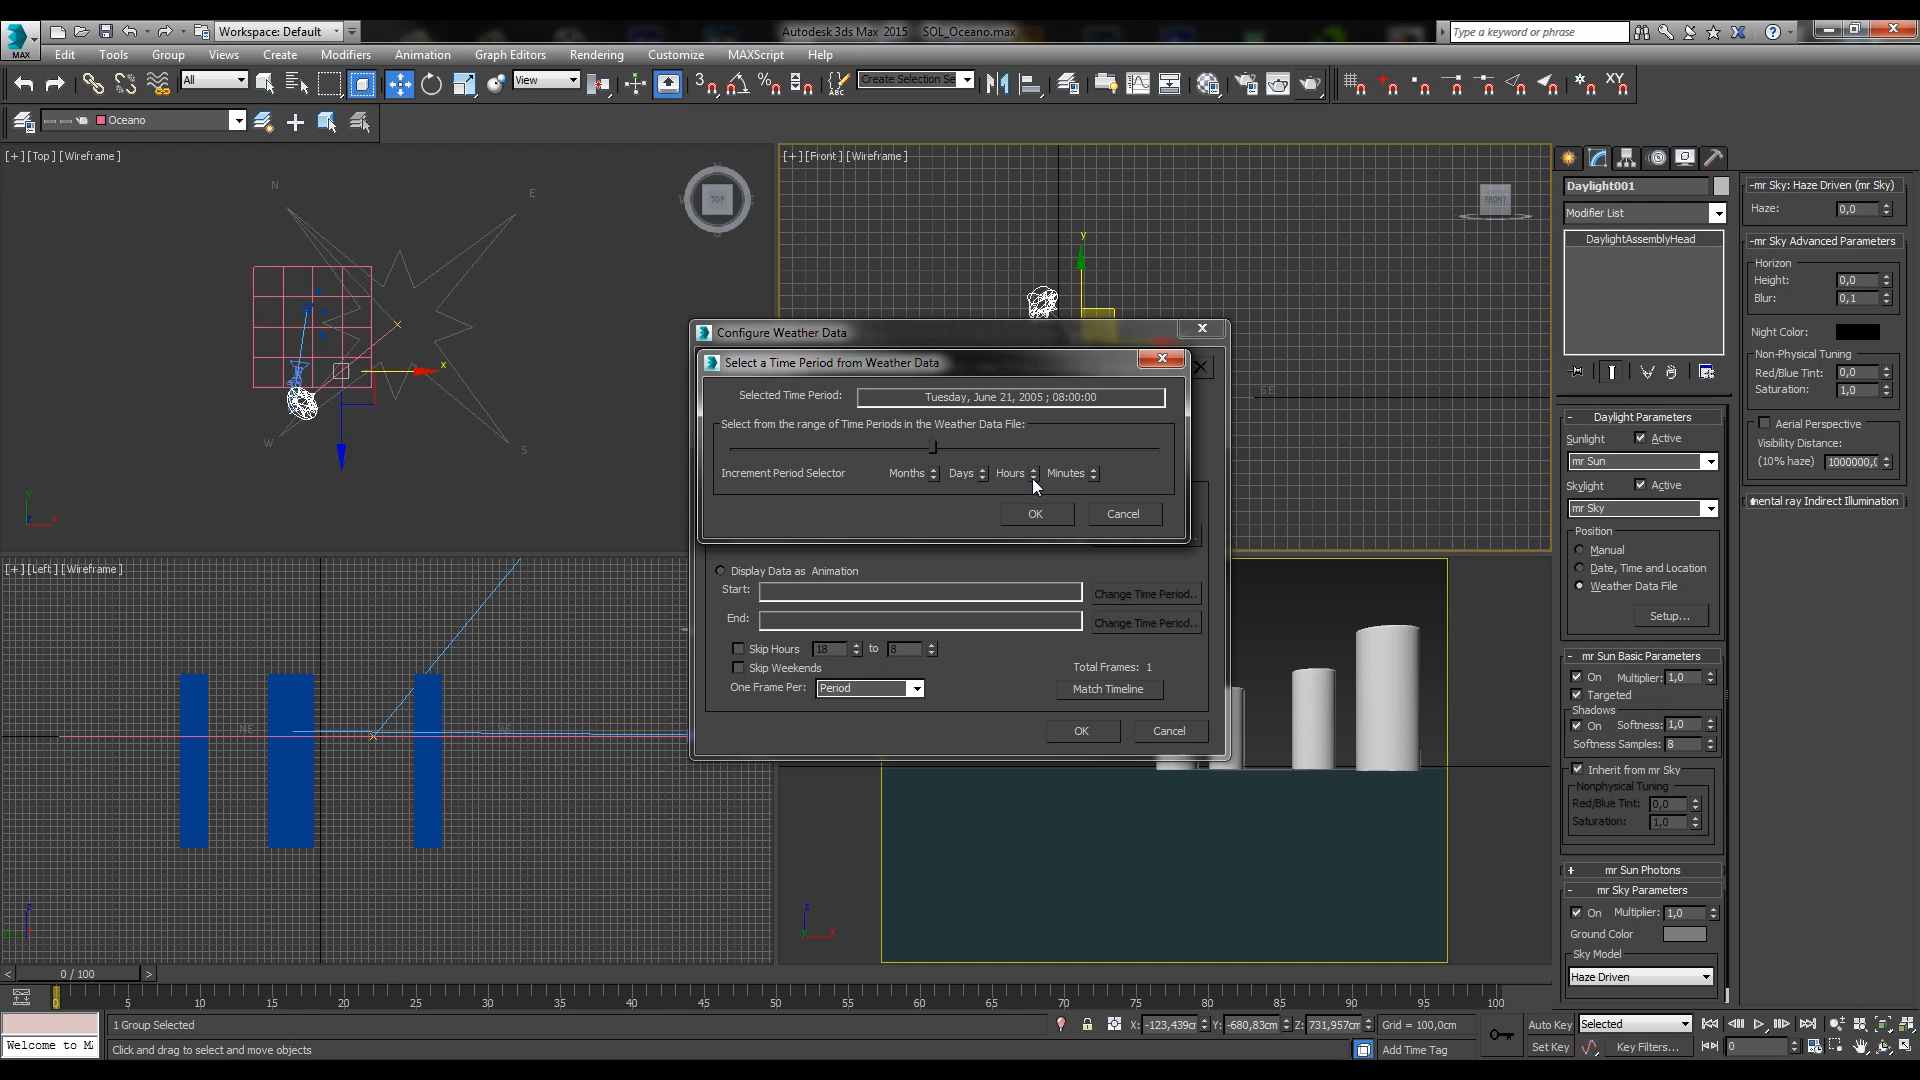 Workspace: Default
Autodesk 3ds Max 2015 SOL_Oceano.max
Type a keyword or phrase
MAX
Edit Tools Group Views Create Modifiers Animation Graph Editors Rendering Customize MAXScript Help
All
View
3
%
ABC
Create Selection Se
XY
Oceano
[+] [Top] [Wireframe]
N
E
W
S
TOP
x
[+] [Front] [Wireframe]
FRONT
y
SE
[+] [Left] [Wireframe]
Configure Weather Data
Select a Time Period from Weather Data
Selected Time Period: Tuesday, June 21, 2005 ; 08:00:00
Select from the range of Time Periods in the Weather Data File:
Increment Period Selector Months Days Hours Minutes
OK Cancel
Display Data as Animation
Start: Change Time Period..
End: Change Time Period..
Skip Hours 18 to 8
Skip Weekends
Total Frames: 1
One Frame Per: Period
Match Timeline
OK Cancel
Daylight001
Modifier List
DaylightAssemblyHead
- Daylight Parameters
Sunlight Active
mr Sun
Skylight Active
mr Sky
Position
Manual
Date, Time and Location
Weather Data File
Setup...
- mr Sun Basic Parameters
On Multiplier: 1,0
Targeted
Shadows
On Softness: 1,0
Softness Samples: 8
Inherit from mr Sky
Nonphysical Tuning
Red/Blue Tint: 0,0
Saturation: 1,0
+ mr Sun Photons
- mr Sky Parameters
On Multiplier: 1,0
Ground Color
Sky Model
Haze Driven
-mr Sky: Haze Driven (mr Sky)
Haze: 0,0
-mr Sky Advanced Parameters
Horizon
Height: 0,0
Blur: 0,1
Night Color:
Non-Physical Tuning
Red/Blue Tint: 0,0
Saturation: 1,0
Aerial Perspective
Visibility Distance:
(10% haze) 1000000,(
mental ray Indirect Illumination
< 0 / 100 >
0 5 10 15 20 25 30 35 40 45 50 55 60 65 70 75 80 85 90 95 100
1 Group Selected
X: -123,439cr Y: -680,83cm Z: 731,957cm Grid = 100,0cm
Auto Key Selected
Welcome to M
Click and drag to select and move objects
Add Time Tag
Set Key Key Filters...
0